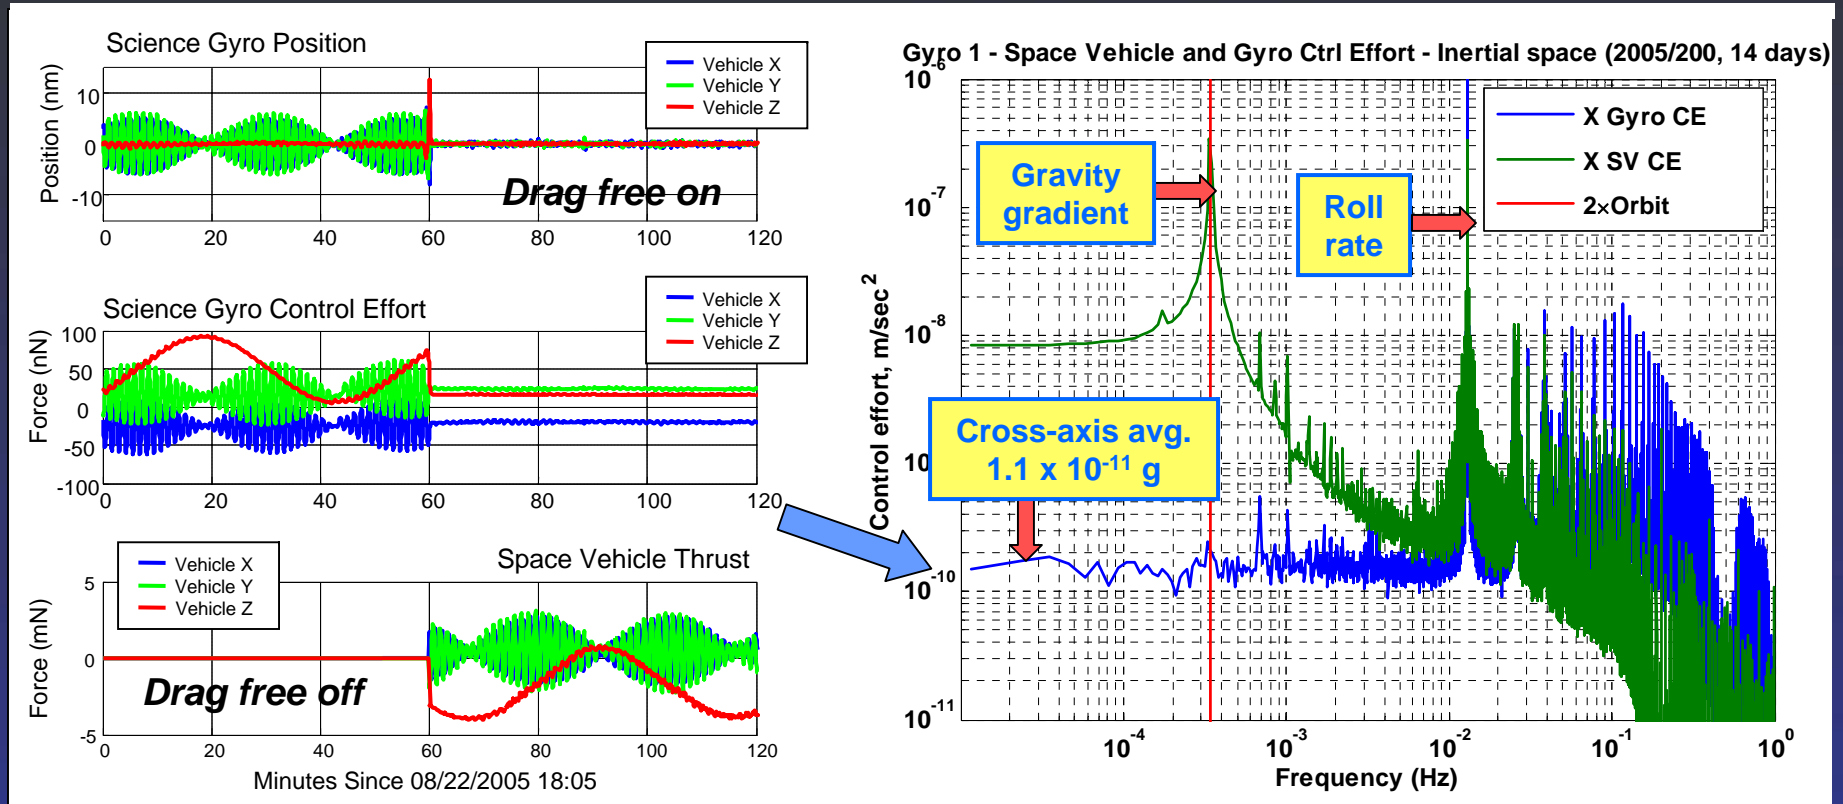 Science Gyro Position
Vehicle X
Vehicle Y
Vehicle Z
Position (nm)
10
0
-10
Drag free on
0 20 40 60 80 100 120
Science Gyro Control Effort
Vehicle X
Vehicle Y
Vehicle Z
Force (nN)
100
50
0
-50
-100
0 20 40 60 80 100 120
Space Vehicle Thrust
Vehicle X
Vehicle Y
Vehicle Z
Force (mN)
5
0
-5
Drag free off
0 20 40 60 80 100 120
Minutes Since 08/22/2005 18:05
Gyro 1 - Space Vehicle and Gyro Ctrl Effort - Inertial space (2005/200, 14 days)
X Gyro CE
X SV CE
2×Orbit
Gravity
gradient
Roll
rate
Cross-axis avg.
1.1 x 10⁻¹¹ g
Control effort, m/sec²
10⁻⁶
10⁻⁷
10⁻⁸
10⁻¹⁰
10⁻¹¹
10⁻⁴ 10⁻³ 10⁻² 10⁻¹ 10⁰
Frequency (Hz)